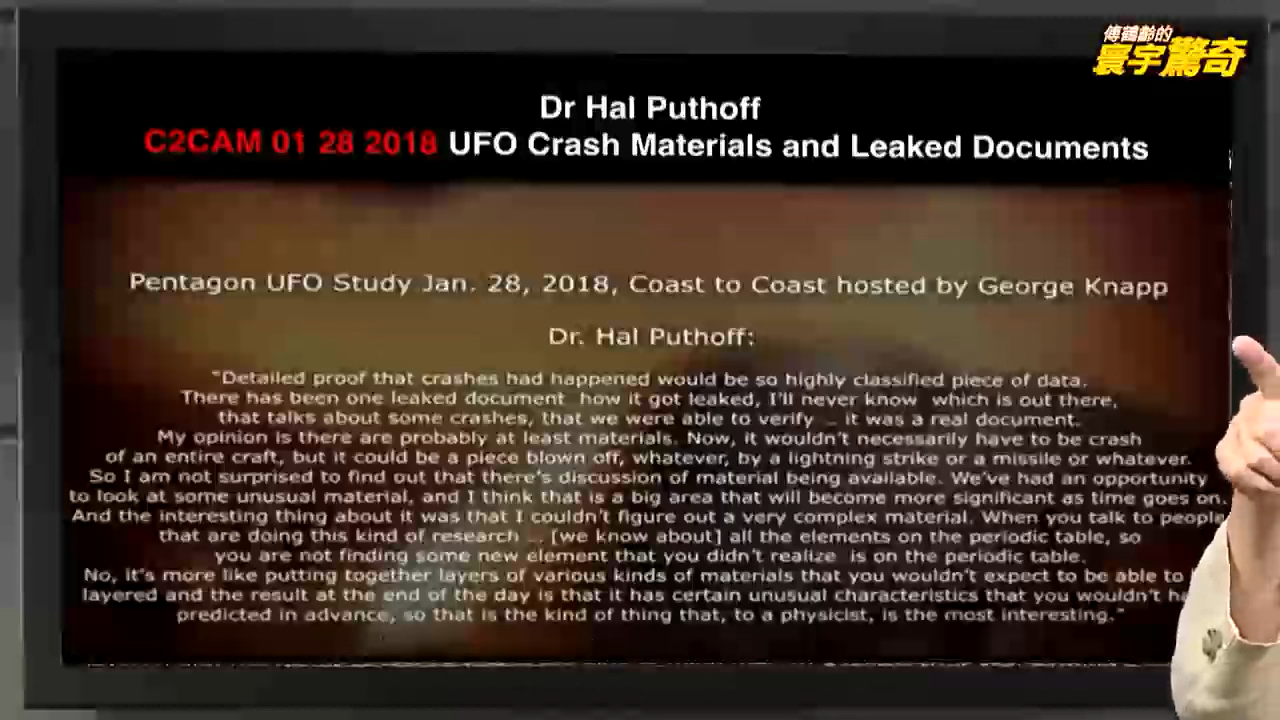 傅鶴齡的
寰宇驚奇
Dr Hal Puthoff
C2CAM 01 28 2018 UFO Crash Materials and Leaked Documents
Pentagon UFO Study Jan. 28, 2018, Coast to Coast hosted by George Knapp
Dr. Hal Puthoff:
"Detailed proof that crashes had happened would be so highly classified piece of data.
There has been one leaked document how it got leaked, I'll never know which is out there,
that talks about some crashes, that we were able to verify .. it was a real document.
My opinion is there are probably at least materials. Now, it wouldn't necessarily have to be crash
of an entire craft, but it could be a piece blown off, whatever, by a lightning strike or a missile or whatever.
So I am not surprised to find out that there's discussion of material being available. We've had an opportunity
to look at some unusual material, and I think that is a big area that will become more significant as time goes on.
And the interesting thing about it was that I couldn't figure out a very complex material. When you talk to people
that are doing this kind of research .. [we know about] all the elements on the periodic table, so
you are not finding some new element that you didn't realize is on the periodic table.
No, it's more like putting together layers of various kinds of materials that you wouldn't expect to be able to
layered and the result at the end of the day is that it has certain unusual characteristics that you wouldn't ha
predicted in advance, so that is the kind of thing that, to a physicist, is the most interesting."